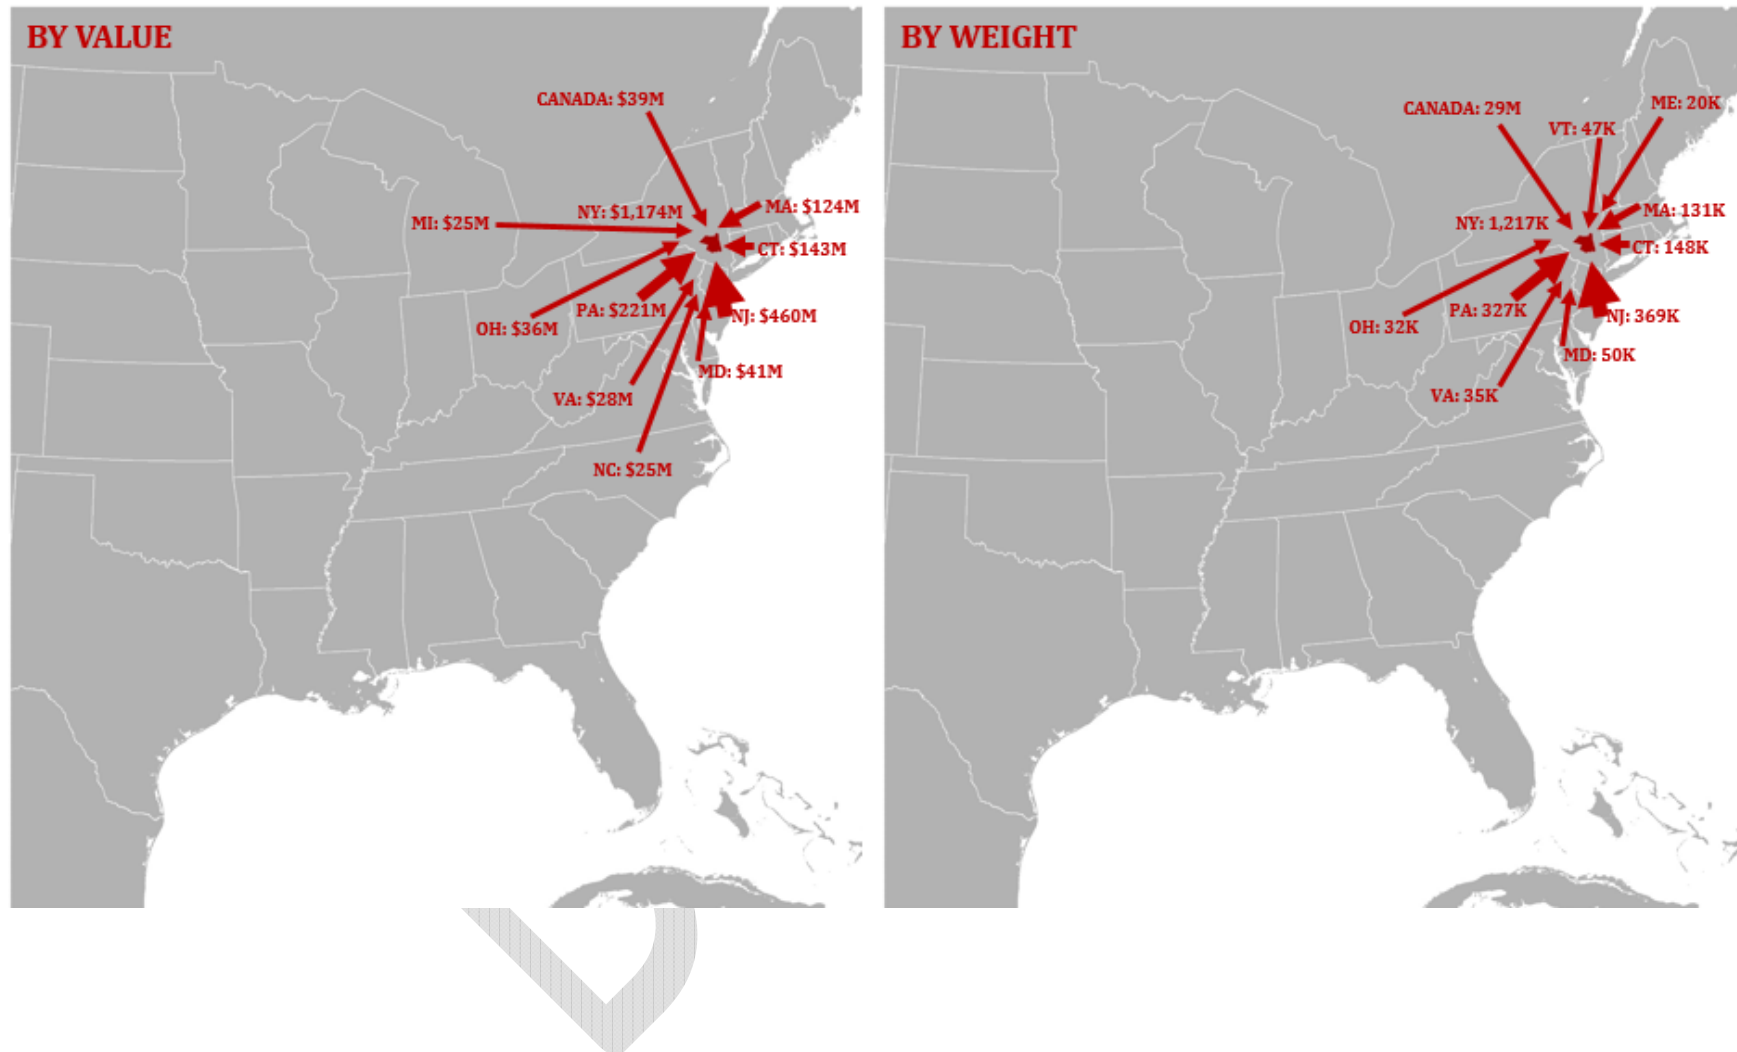 BY VALUE
CANADA: $39M
NY: $1,174M
MA: $124M
MI: $25M
CT: $143M
PA: $221M
NJ: $460M
OH: $36M
MD: $41M
VA: $28M
NC: $25M
BY WEIGHT
ME: 20K
CANADA: 29M
VT: 47K
MA: 131K
NY: 1,217K
CT: 148K
PA: 327K
NJ: 369K
OH: 32K
MD: 50K
VA: 35K